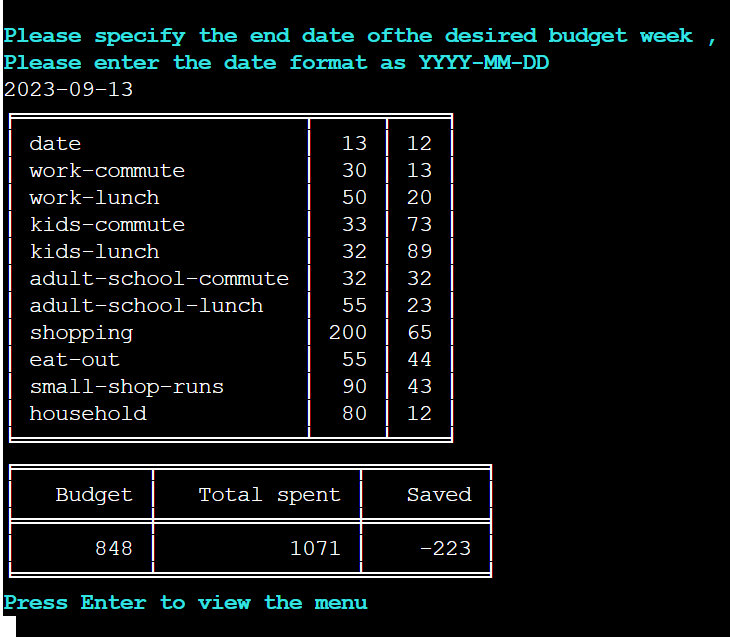 Please specify the end date ofthe desired budget week ,
Please enter the date format as YYYY-MM-DD
2023-09-13
date 13 12
work-commute 30 13
work-lunch 50 20
kids-commute 33 73
kids-lunch 32 89
adult-school-commute 32 32
adult-school-lunch 55 23
shopping 200 65
eat-out 55 44
small-shop-runs 90 43
household 80 12
Budget Total spent Saved
848 1071 -223
Press Enter to view the menu